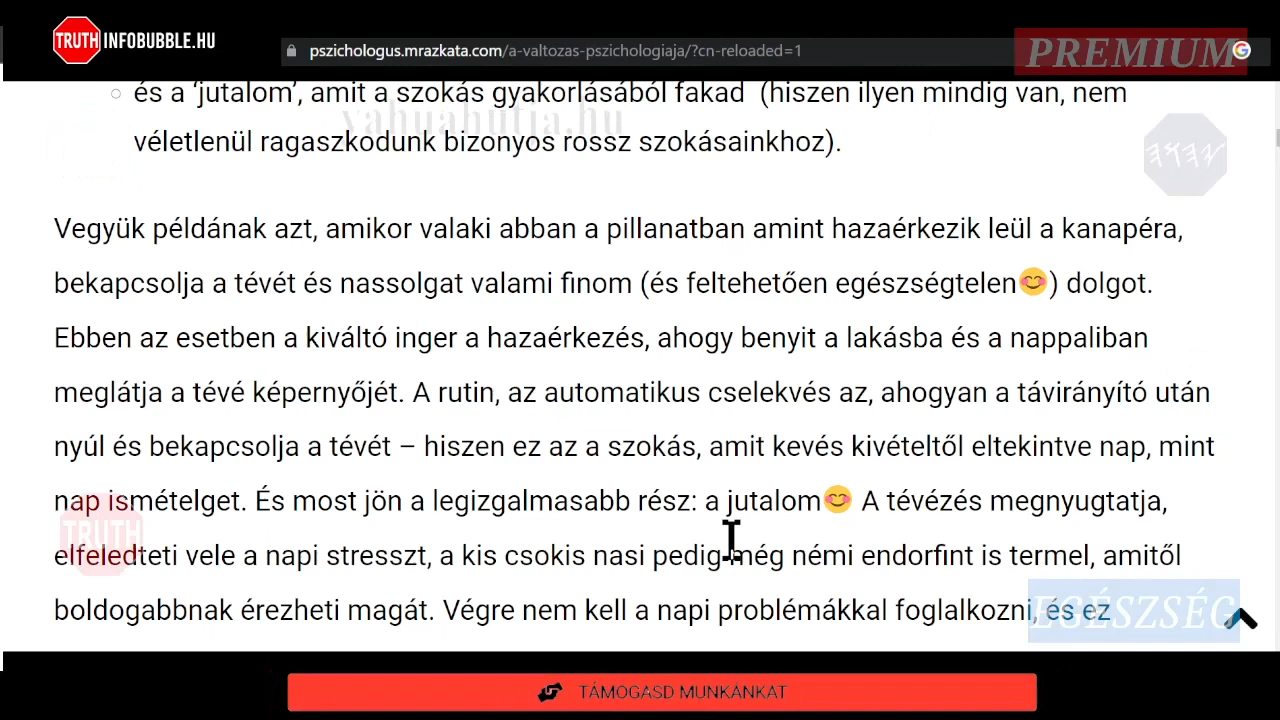 TRUTH INFOBUBBLE.HU
pszichologus.mrazkata.com/a-valtozas-pszichologiaja/?cn-reloaded=1
PREMIUM
és a ‘jutalom’, amit a szokás gyakorlásából fakad (hiszen ilyen mindig van, nem
yahuahutja.hu
véletlenül ragaszkodunk bizonyos rossz szokásainkhoz).
Vegyük példának azt, amikor valaki abban a pillanatban amint hazaérkezik leül a kanapéra,
bekapcsolja a tévét és nassolgat valami finom (és feltehetően egészségtelen😊) dolgot.
Ebben az esetben a kiváltó inger a hazaérkezés, ahogy benyit a lakásba és a nappaliban
meglátja a tévé képernyőjét. A rutin, az automatikus cselekvés az, ahogyan a távirányító után
nyúl és bekapcsolja a tévét – hiszen ez az a szokás, amit kevés kivételtől eltekintve nap, mint
nap ismételget. És most jön a legizgalmasabb rész: a jutalom😊 A tévézés megnyugtatja,
TRUTH
elfeledteti vele a napi stresszt, a kis csokis nasi pedig még némi endorfint is termel, amitől
boldogabbnak érezheti magát. Végre nem kell a napi problémákkal foglalkozni, és ez
EGÉSZSÉG
TÁMOGASD MUNKÁNKAT